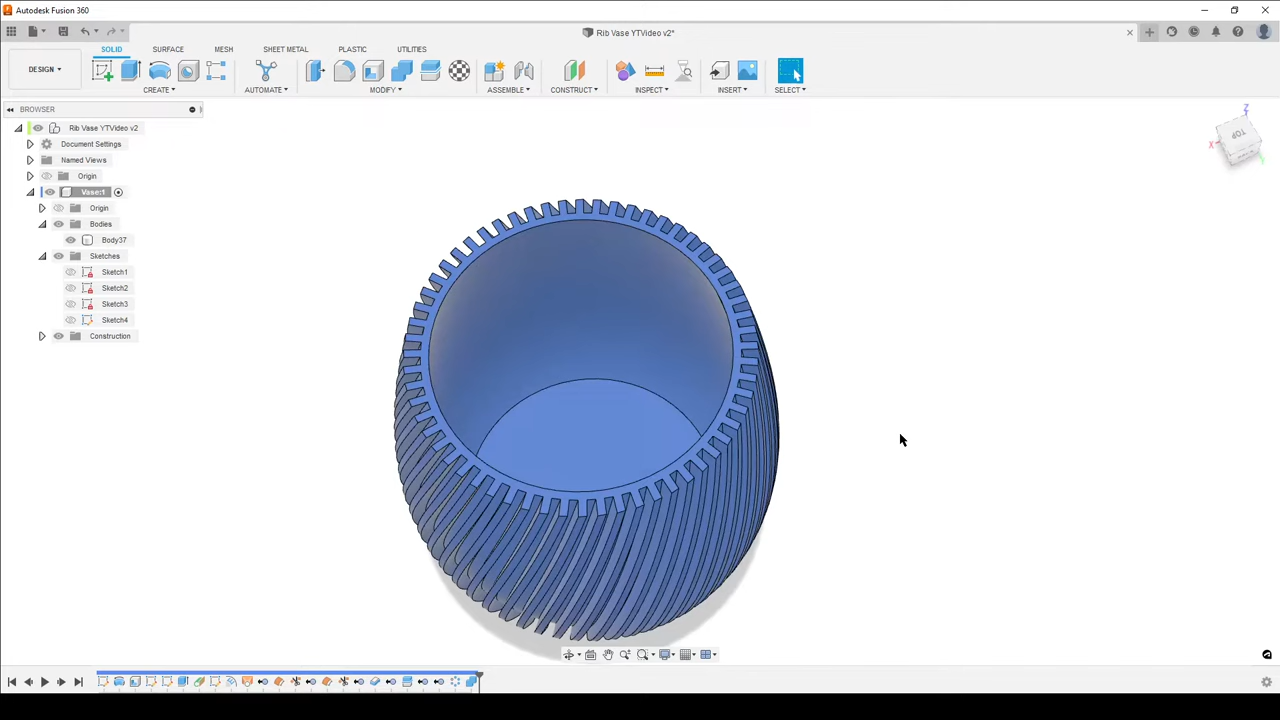 Autodesk Fusion 360
Rib Vase YTVideo v2*
SOLID SURFACE MESH SHEET METAL PLASTIC UTILITIES
DESIGN
CREATE AUTOMATE MODIFY ASSEMBLE CONSTRUCT INSPECT INSERT SELECT
BROWSER
Rib Vase YTVideo v2
Document Settings
Named Views
Origin
Vase:1
Origin
Bodies
Body37
Sketches
Sketch1
Sketch2
Sketch3
Sketch4
Construction
Z
TOP
X